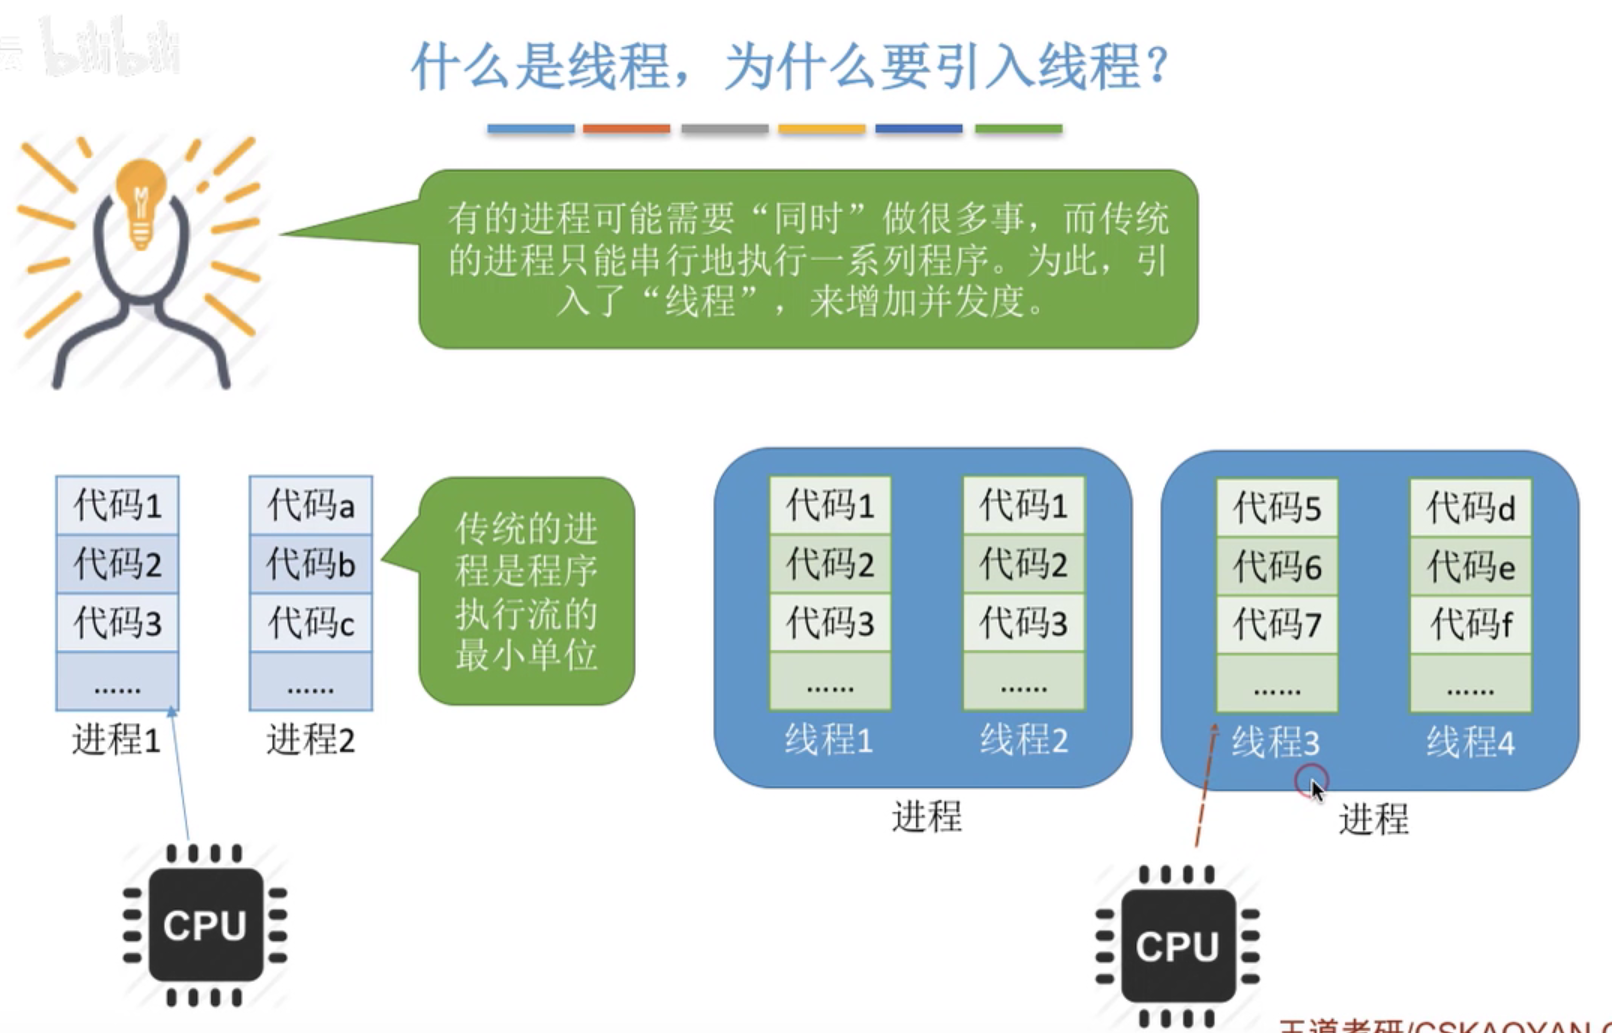 bilibili
什么是线程，为什么要引入线程？
有的进程可能需要“同时”做很多事，而传统
的进程只能串行地执行一系列程序。为此，引
入了“线程”，来增加并发度。
代码1
代码2
代码3
......
进程1
代码a
代码b
代码c
......
进程2
传统的进
程是程序
执行流的
最小单位
代码1
代码2
代码3
......
线程1
代码1
代码2
代码3
......
线程2
进程
代码5
代码6
代码7
......
线程3
代码d
代码e
代码f
......
线程4
进程
CPU
CPU
王道考研/CSKAOYAN.